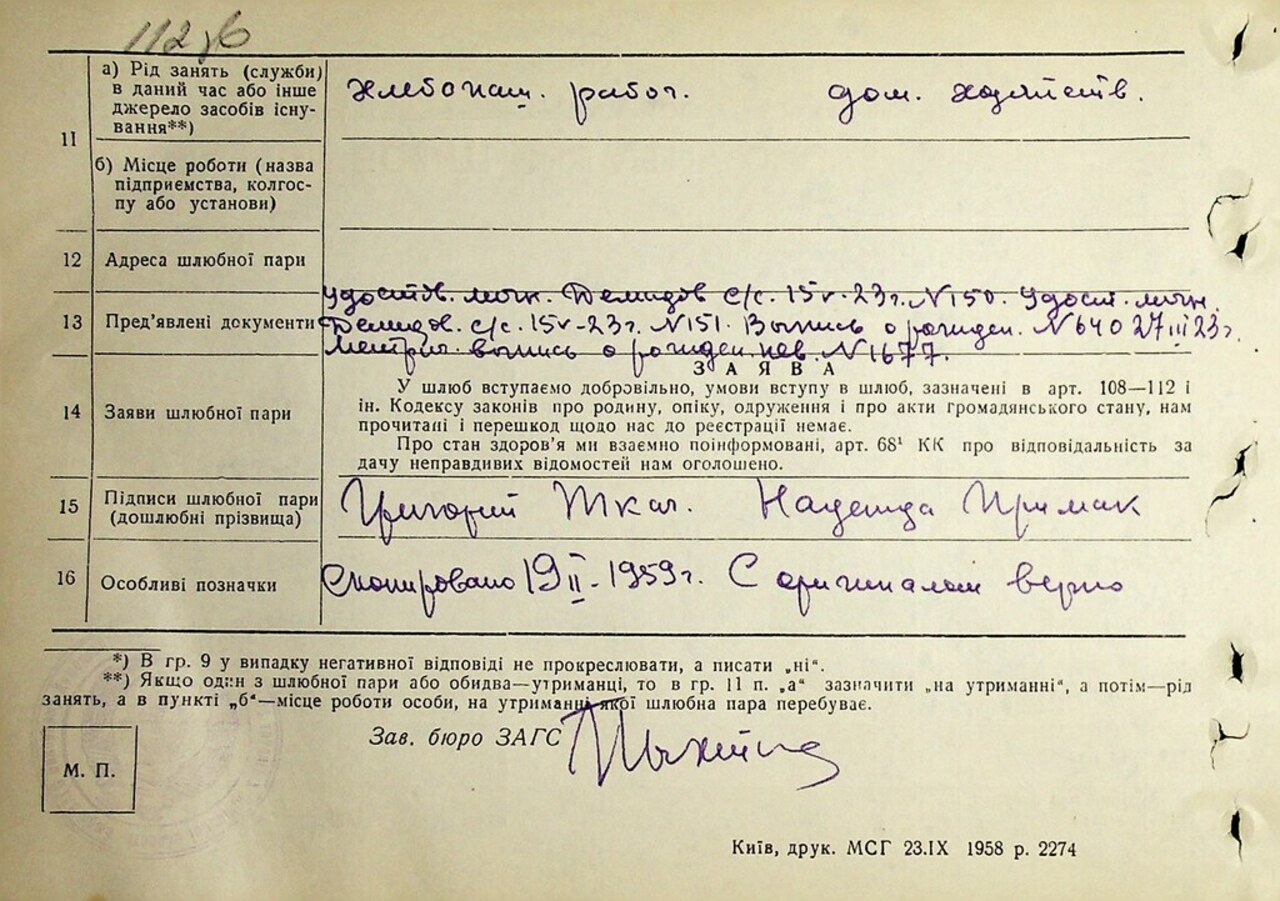 112 зб
11
а) Рід занять (служби)
в даний час або інше
джерело засобів існу-
вання**)
хлебопаш. рабоч. дом. хозяйств.
б) Місце роботи (назва
підприємства, колгос-
пу або установи)
12 Адреса шлюбної пари
13 Пред’явлені документи
Удостов. личн. Демидов с/с. 15 v-23 г. N 150. Удост. личн.
Демидов. с/с. 15 v-23 г. N 151. Выпись о рожден. N 640 27 III 23 г.
Метрич. выпись о рожден. нев. N 1677.
14 Заяви шлюбної пари
ЗАЯВА
У шлюб вступаємо добровільно, умови вступу в шлюб, зазначені в арт. 108—112 і
ін. Кодексу законів про родину, опіку, одруження і про акти громадянського стану, нам
прочитані і перешкод щодо нас до реєстрації немає.
Про стан здоров’я ми взаємно поінформовані, арт. 68¹ КК про відповідальність за
дачу неправдивих відомостей нам оголошено.
15 Підписи шлюбної пари
(дошлюбні прізвища)
Григорий Ткач. Надежда Примак
16 Особливі позначки
Скопировано 19 II - 1959 г. С оригиналом верно
*) В гр. 9 у випадку негативної відповіді не прокреслювати, а писати „ні“.
**) Якщо один з шлюбної пари або обидва—утриманці, то в гр. 11 п. „а“ зазначити „на утриманні“, а потім—рід
занять, а в пункті „б“—місце роботи особи, на утриманні якої шлюбна пара перебуває.
Зав. бюро ЗАГС
М. П.
Київ, друк. МСГ 23.IX 1958 р. 2274